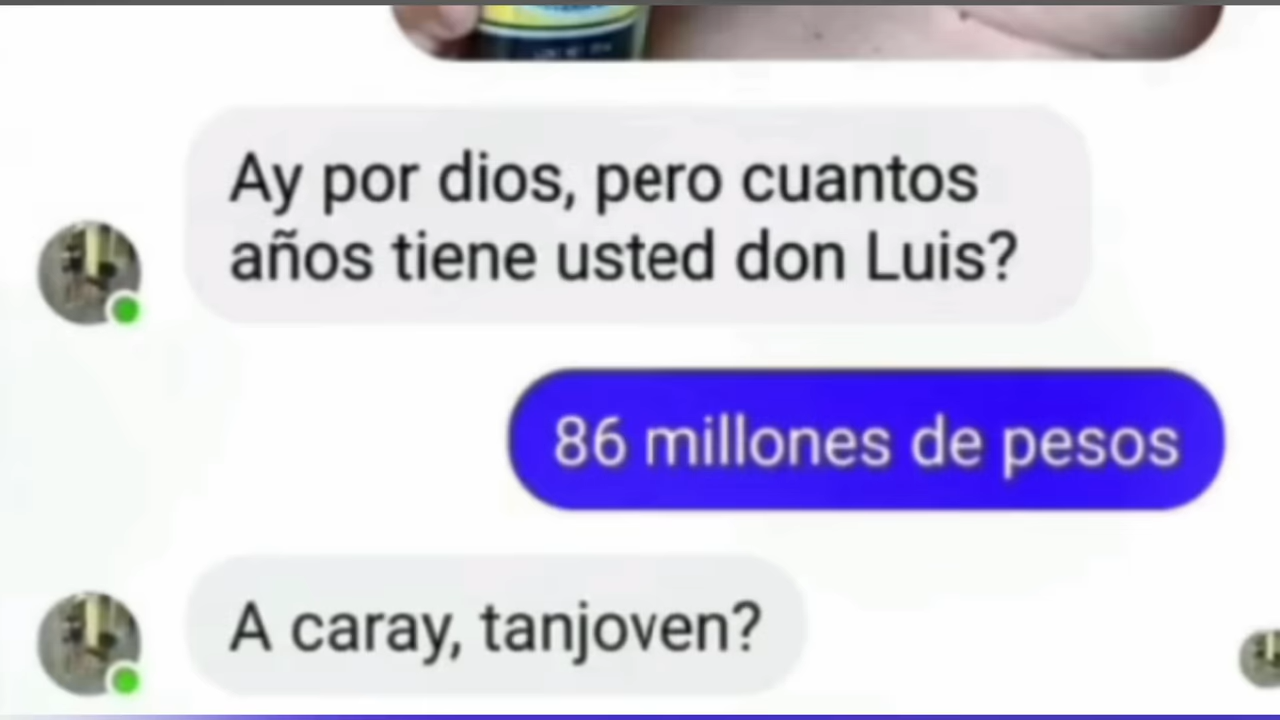 Ay por dios, pero cuantos
años tiene usted don Luis?
86 millones de pesos
A caray, tanjoven?